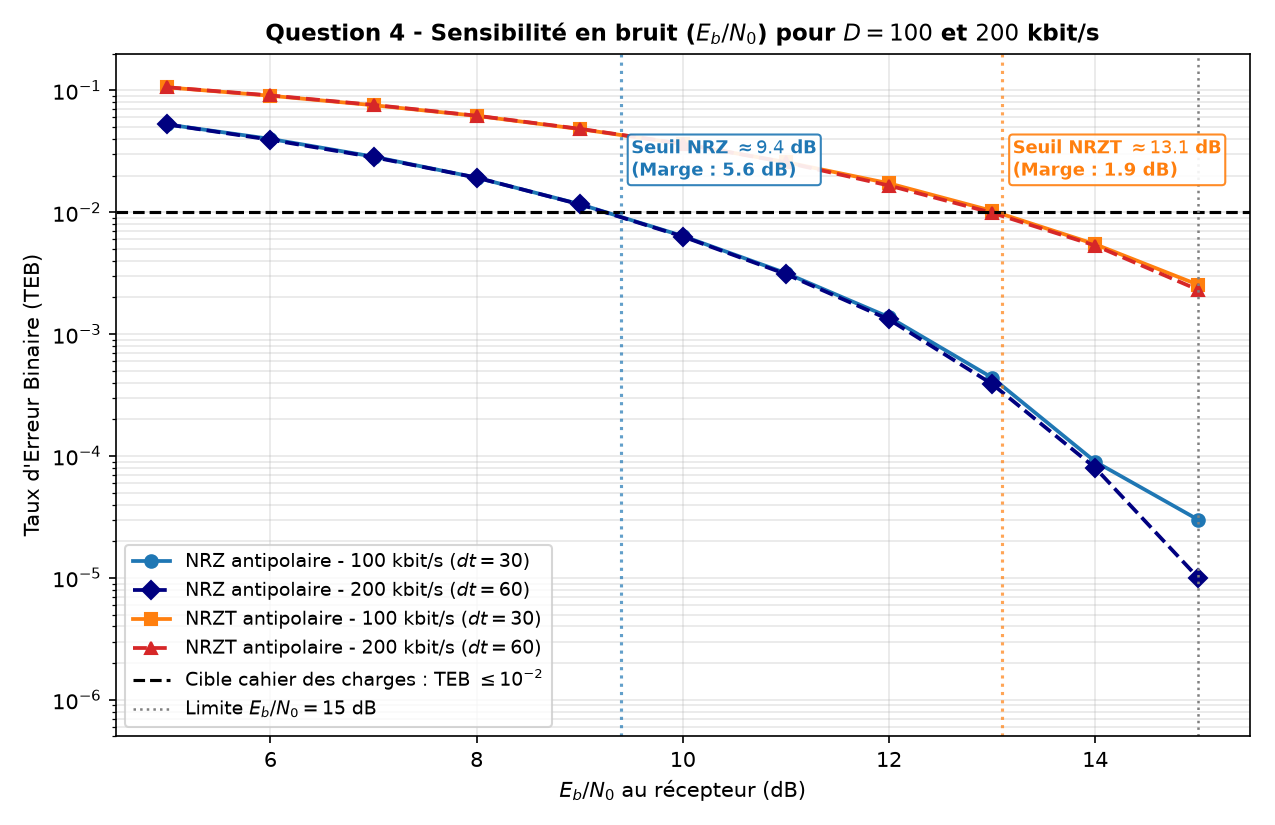 Question 4 - Sensibilité en bruit ($E_b/N_0$) pour $D = 100$ et $200$ kbit/s
Taux d'Erreur Binaire (TEB)
10⁻¹
10⁻²
10⁻³
10⁻⁴
10⁻⁵
10⁻⁶
Seuil NRZ ≈ 9.4 dB
(Marge : 5.6 dB)
Seuil NRZT ≈ 13.1 dB
(Marge : 1.9 dB)
NRZ antipolaire - 100 kbit/s (dt = 30)
NRZ antipolaire - 200 kbit/s (dt = 60)
NRZT antipolaire - 100 kbit/s (dt = 30)
NRZT antipolaire - 200 kbit/s (dt = 60)
Cible cahier des charges : TEB ≤ 10⁻²
Limite $E_b/N_0$ = 15 dB
6 8 10 12 14
$E_b/N_0$ au récepteur (dB)